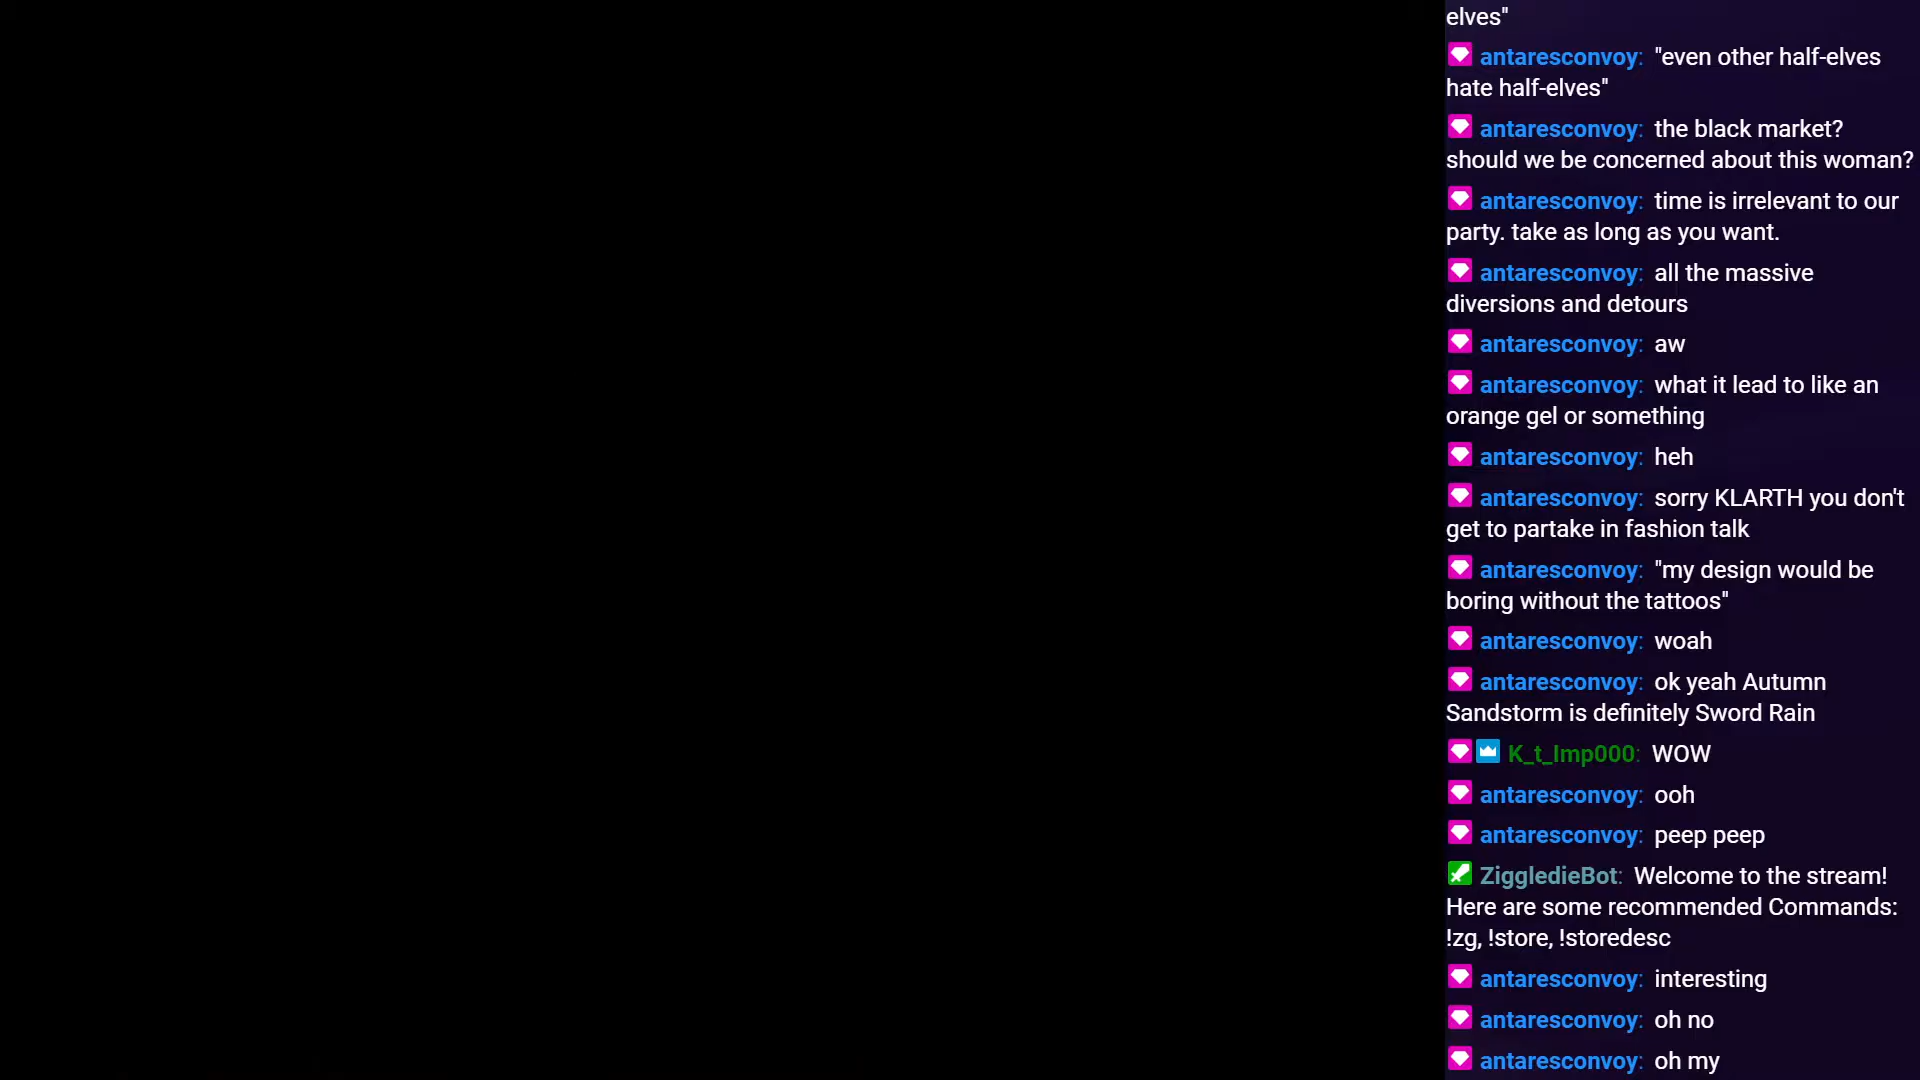 elves"
antaresconvoy: "even other half-elves
hate half-elves"
antaresconvoy: the black market?
should we be concerned about this woman?
antaresconvoy: time is irrelevant to our
party. take as long as you want.
antaresconvoy: all the massive
diversions and detours
antaresconvoy: aw
antaresconvoy: what it lead to like an
orange gel or something
antaresconvoy: heh
antaresconvoy: sorry KLARTH you don't
get to partake in fashion talk
antaresconvoy: "my design would be
boring without the tattoos"
antaresconvoy: woah
antaresconvoy: ok yeah Autumn
Sandstorm is definitely Sword Rain
K_t_Imp000: WOW
antaresconvoy: ooh
antaresconvoy: peep peep
ZiggledieBot: Welcome to the stream!
Here are some recommended Commands:
!zg, !store, !storedesc
antaresconvoy: interesting
antaresconvoy: oh no
antaresconvoy: oh my